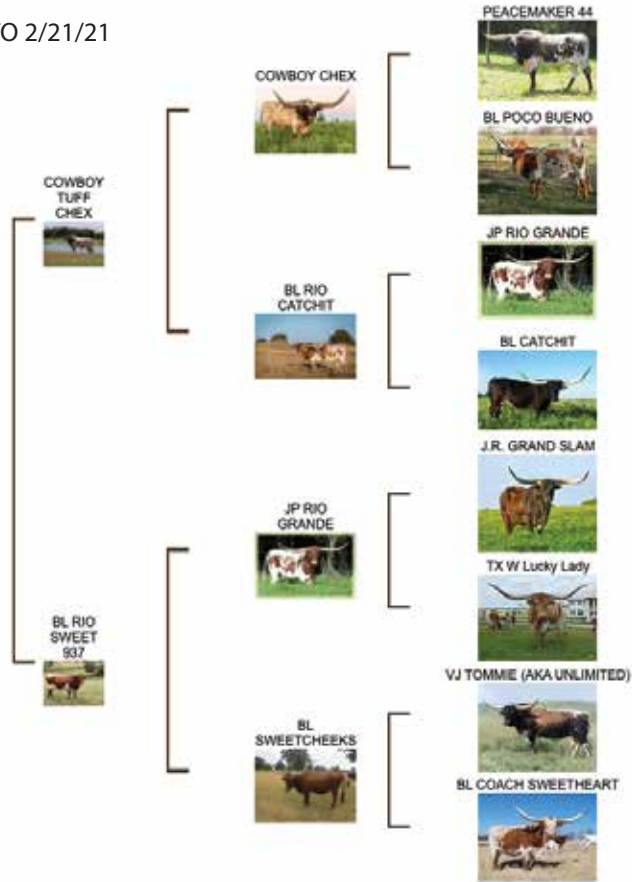 O 2/21/21
PEACEMAKER 44
COWBOY CHEX
BL POCO BUENO
COWBOY
TUFF
CHEX
JP RIO GRANDE
BL RIO
CATCHIT
BL CATCHIT
J.R. GRAND SLAM
JP RIO
GRANDE
TX W Lucky Lady
BL RIO
SWEET
937
VJ TOMMIE (AKA UNLIMITED)
BL
SWEETCHEEKS
BL COACH SWEETHEART